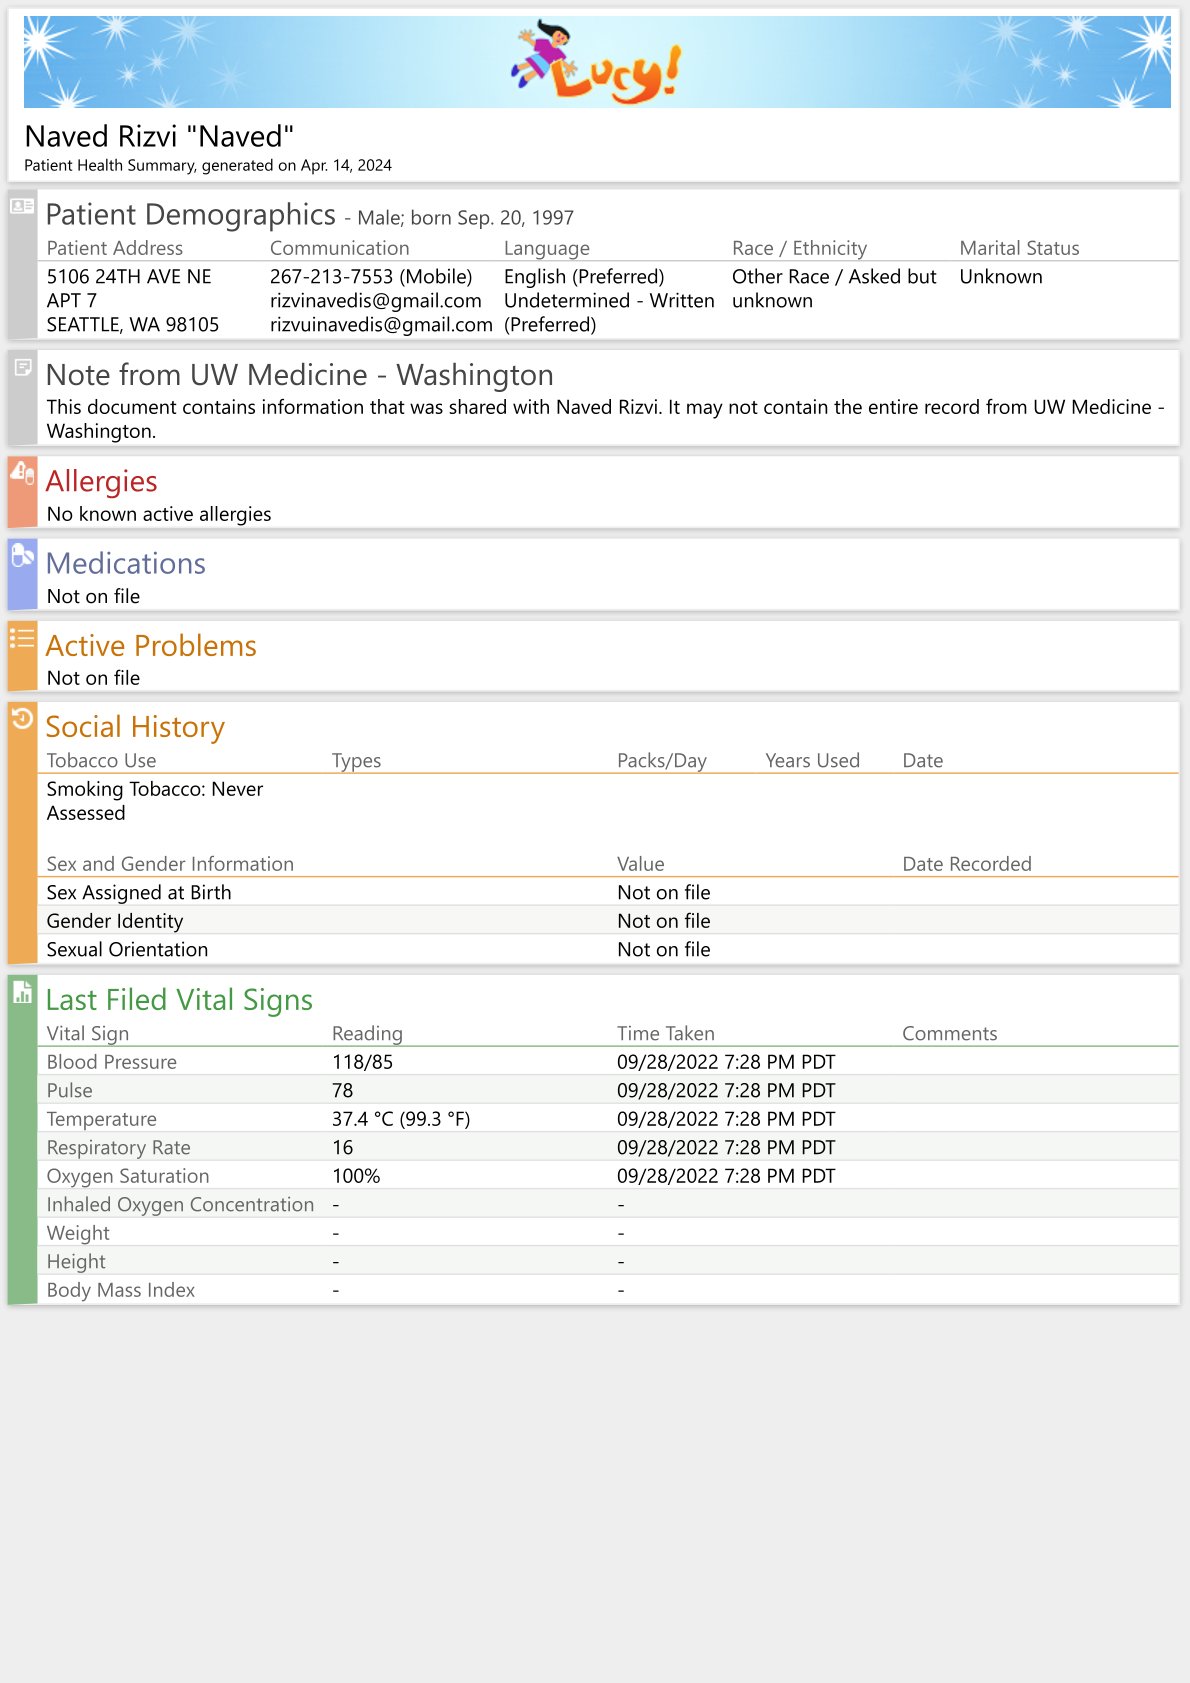 Lucy!
Naved Rizvi "Naved"
Patient Health Summary, generated on Apr. 14, 2024
Patient Demographics - Male; born Sep. 20, 1997
Patient Address Communication Language Race / Ethnicity Marital Status
5106 24TH AVE NE 267-213-7553 (Mobile) English (Preferred) Other Race / Asked but Unknown
APT 7 rizvinavedis@gmail.com Undetermined - Written unknown
SEATTLE, WA 98105 rizvuinavedis@gmail.com (Preferred)
Note from UW Medicine - Washington
This document contains information that was shared with Naved Rizvi. It may not contain the entire record from UW Medicine -
Washington.
Allergies
No known active allergies
Medications
Not on file
Active Problems
Not on file
Social History
Tobacco Use Types Packs/Day Years Used Date
Smoking Tobacco: Never
Assessed
Sex and Gender Information Value Date Recorded
Sex Assigned at Birth Not on file
Gender Identity Not on file
Sexual Orientation Not on file
Last Filed Vital Signs
Vital Sign Reading Time Taken Comments
Blood Pressure 118/85 09/28/2022 7:28 PM PDT
Pulse 78 09/28/2022 7:28 PM PDT
Temperature 37.4 °C (99.3 °F) 09/28/2022 7:28 PM PDT
Respiratory Rate 16 09/28/2022 7:28 PM PDT
Oxygen Saturation 100% 09/28/2022 7:28 PM PDT
Inhaled Oxygen Concentration - -
Weight - -
Height - -
Body Mass Index - -